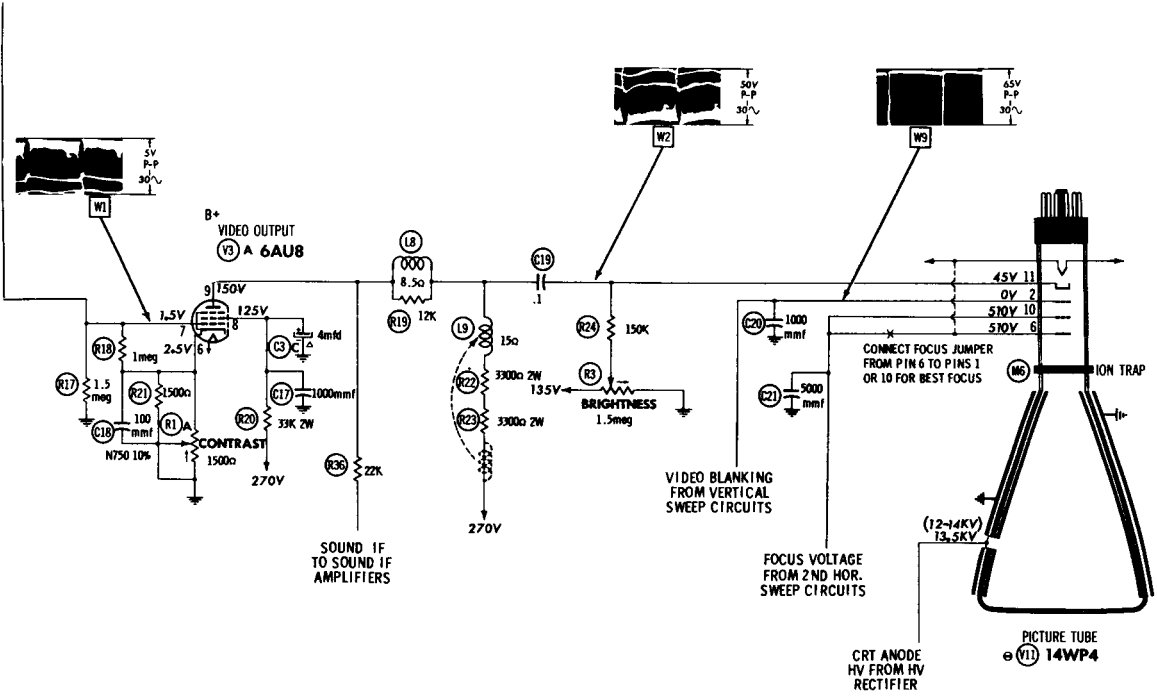 50V
P-P
30~
65V
P-P
30~
W2
W9
5V
P-P
30~
W1
B+
VIDEO OUTPUT
V3 A 6AU8
L8
8.5Ω
R19 12K
C19
.1
9 150V
1.5V
7
125V
8
2.5V 6
C3 C 4mfd
L9
15Ω
R24 150K
C20 1000
mmf
45V 11
0V 2
510V 10
510V 6
CONNECT FOCUS JUMPER
FROM PIN 6 TO PINS 1
OR 10 FOR BEST FOCUS
M6 ION TRAP
R18
1meg
R17 1.5
meg
R21 1500Ω
C17 1000mmf
R22 3300Ω 2W
R3
135V
BRIGHTNESS
1.5meg
C21 5000
mmf
C18 100
mmf
N750 10%
R1 A
CONTRAST
1500Ω
R20
33K 2W
270V
R23 3300Ω 2W
R36 22K
270V
SOUND IF
TO SOUND IF
AMPLIFIERS
VIDEO BLANKING
FROM VERTICAL
SWEEP CIRCUITS
FOCUS VOLTAGE
FROM 2ND HOR.
SWEEP CIRCUITS
(12-14KV)
13.5KV
CRT ANODE
HV FROM HV
RECTIFIER
PICTURE TUBE
V11 14WP4